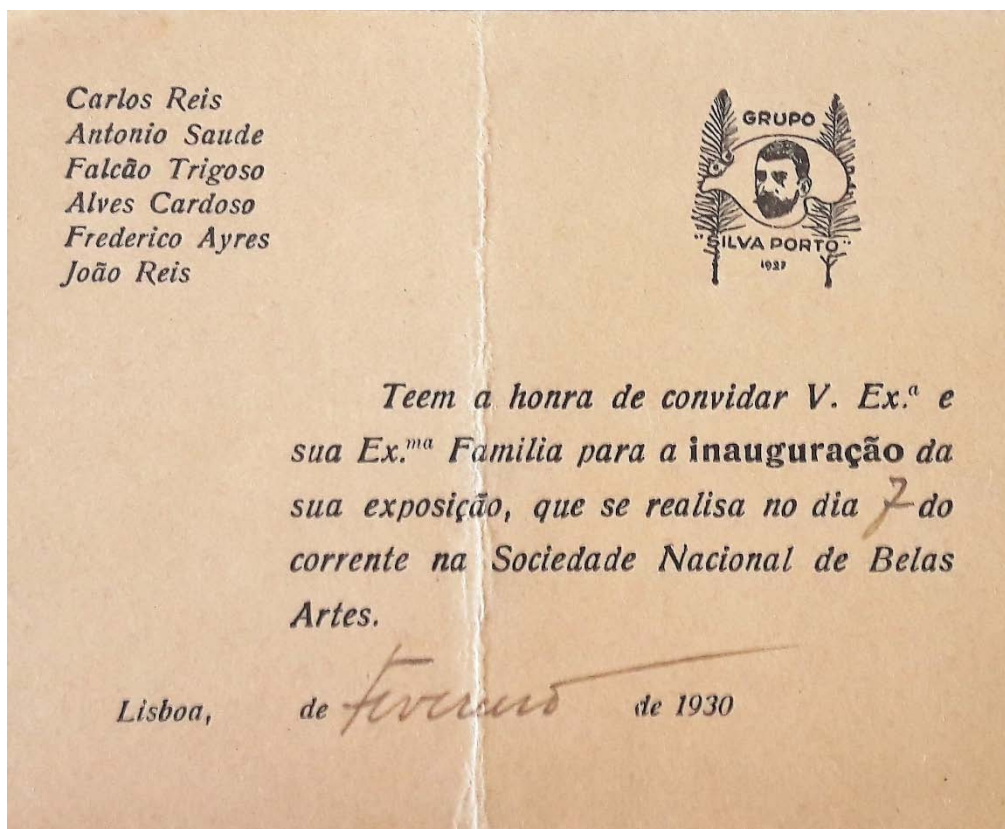 Carlos Reis
Antonio Saude
Falcão Trigoso
Alves Cardoso
Frederico Ayres
João Reis
GRUPO
"SILVA PORTO"
1927
Teem a honra de convidar V. Ex.ª e
sua Ex.ᵐᵃ Familia para a inauguração da
sua exposição, que se realisa no dia 7 do
corrente na Sociedade Nacional de Belas
Artes.
Lisboa, de Fevereiro de 1930